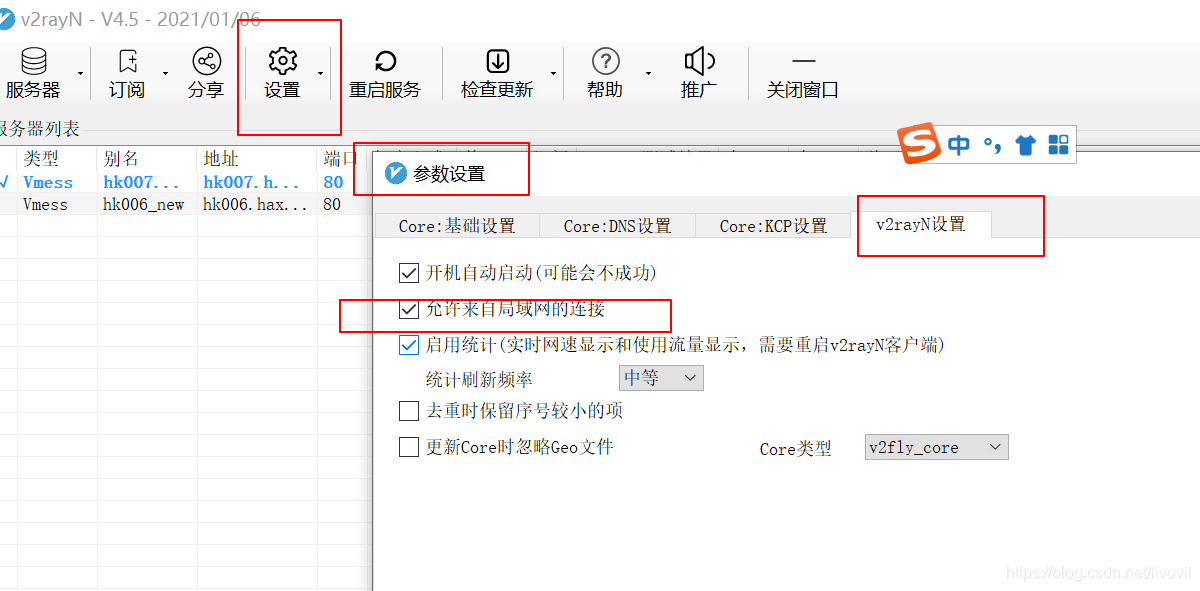 v2rayN - V4.5 - 2021/01/06
服务器 订阅 分享 设置 重启服务 检查更新 帮助 推广 关闭窗口
服务器列表
类型 别名 地址 端口
√ Vmess hk007... hk007.h... 80
Vmess hk006_new hk006.hax... 80
中
参数设置
Core:基础设置 Core:DNS设置 Core:KCP设置 v2rayN设置
开机自动启动(可能会不成功)
允许来自局域网的连接
启用统计(实时网速显示和使用流量显示，需要重启v2rayN客户端)
统计刷新频率 中等
去重时保留序号较小的项
更新Core时忽略Geo文件 Core类型 v2fly_core
https://blog.csdn.net/livovil